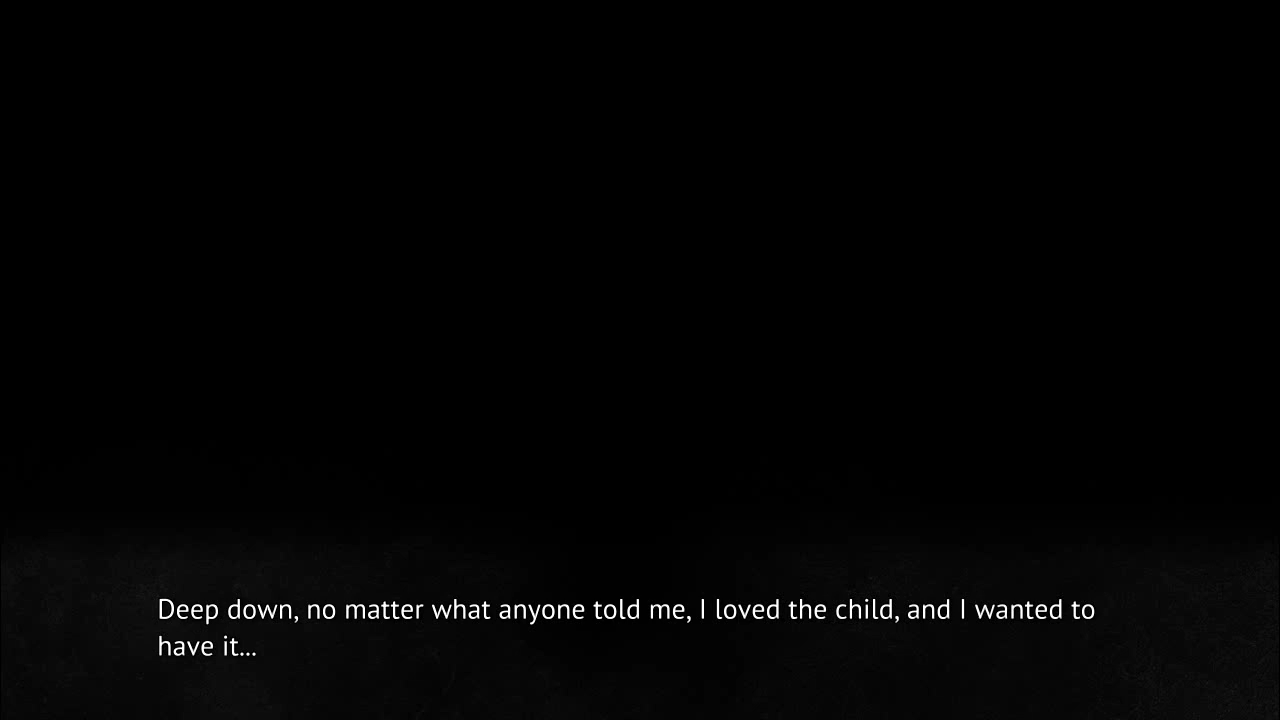 Deep down, no matter what anyone told me, I loved the child, and I wanted to
have it...